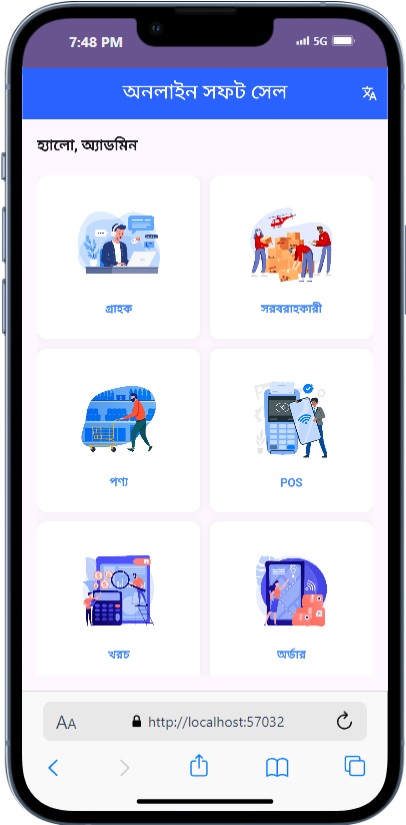 7:48 PM
5G
অনলাইন সফট সেল
হ্যালো, অ্যাডমিন
গ্রাহক
সরবরাহকারী
পণ্য
POS
খরচ
অর্ডার
AA
http://localhost:57032